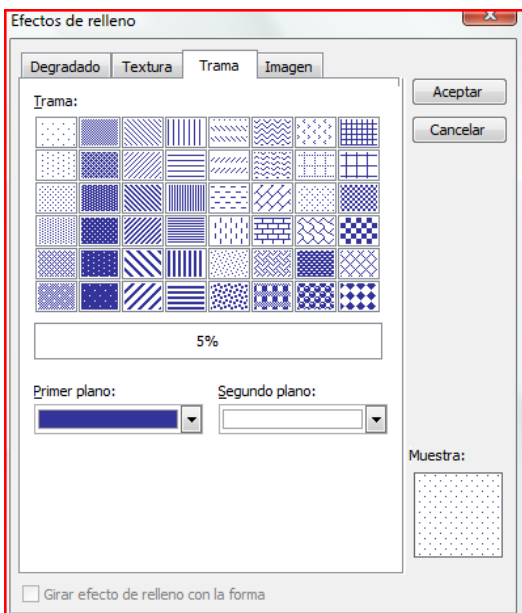 Efectos de relleno
Degradado Textura Trama Imagen
Aceptar
Trama:
Cancelar
5%
Primer plano: Segundo plano:
Muestra:
Girar efecto de relleno con la forma